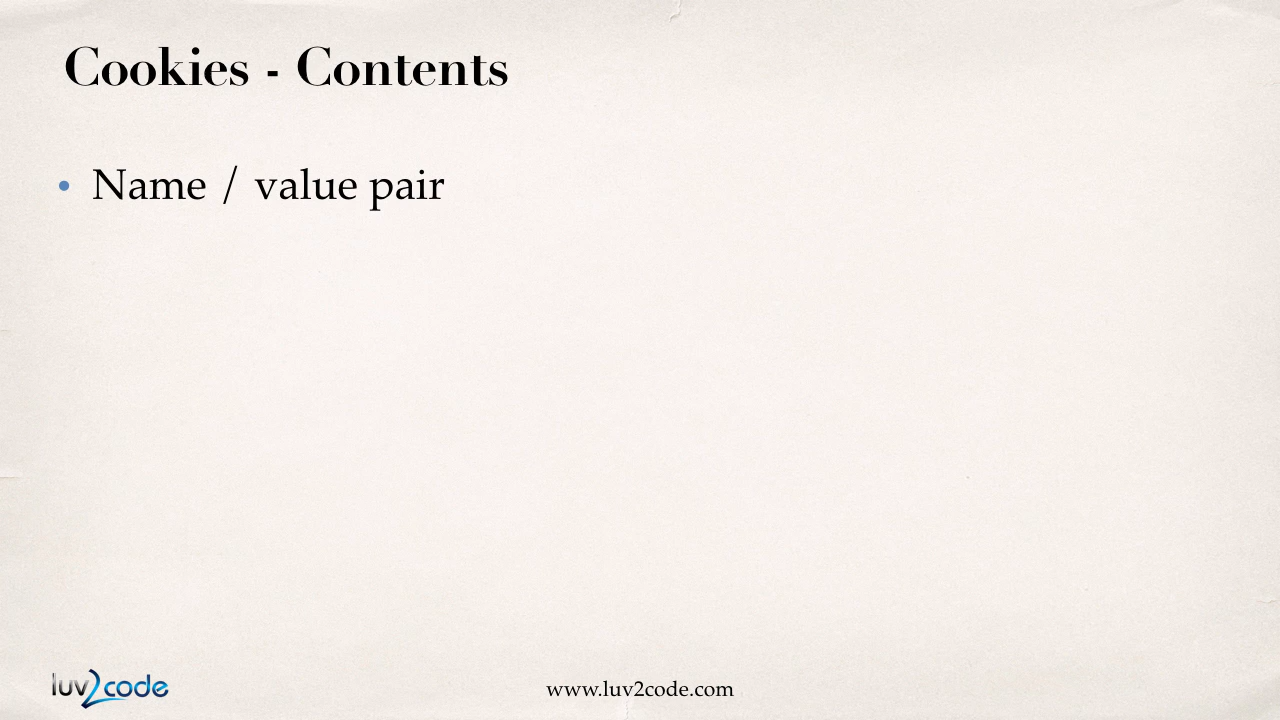 Cookies - Contents
• Name / value pair
luv2code
www.luv2code.com